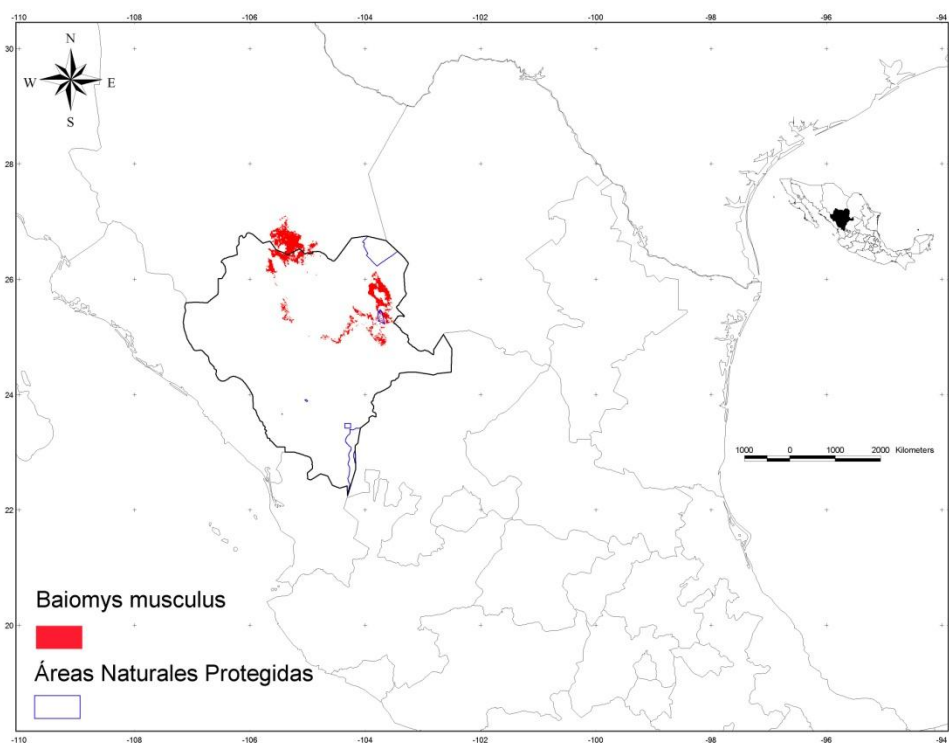 -110 -108 -106 -104 -102 -100 -98 -96 -94
30
N
W E
S
28
26
24
22
1000 0 1000 2000 Kilometers
Baiomys musculus
20
Áreas Naturales Protegidas
-110 -108 -106 -104 -102 -100 -98 -96 -94